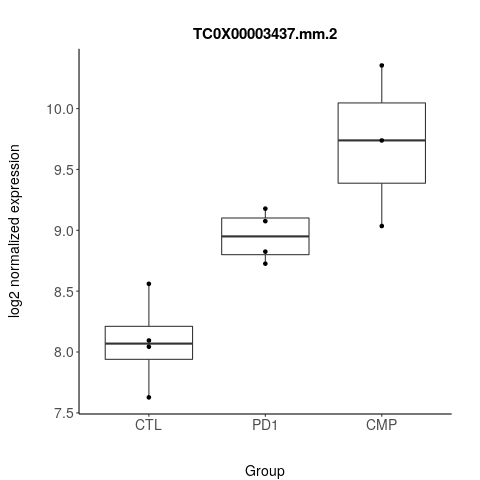 TC0X00003437.mm.2
log2 normalized expression
10.0
9.5
9.0
8.5
8.0
7.5
CTL PD1 CMP
Group